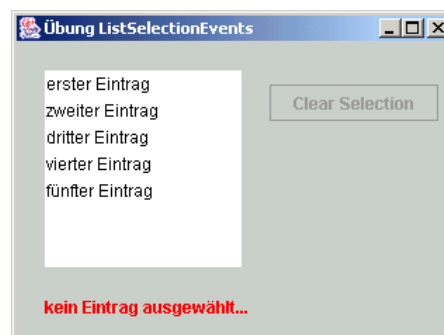 Übung ListSelectionEvents
erster Eintrag
zweiter Eintrag
dritter Eintrag
vierter Eintrag
fünfter Eintrag
Clear Selection
kein Eintrag ausgewählt...